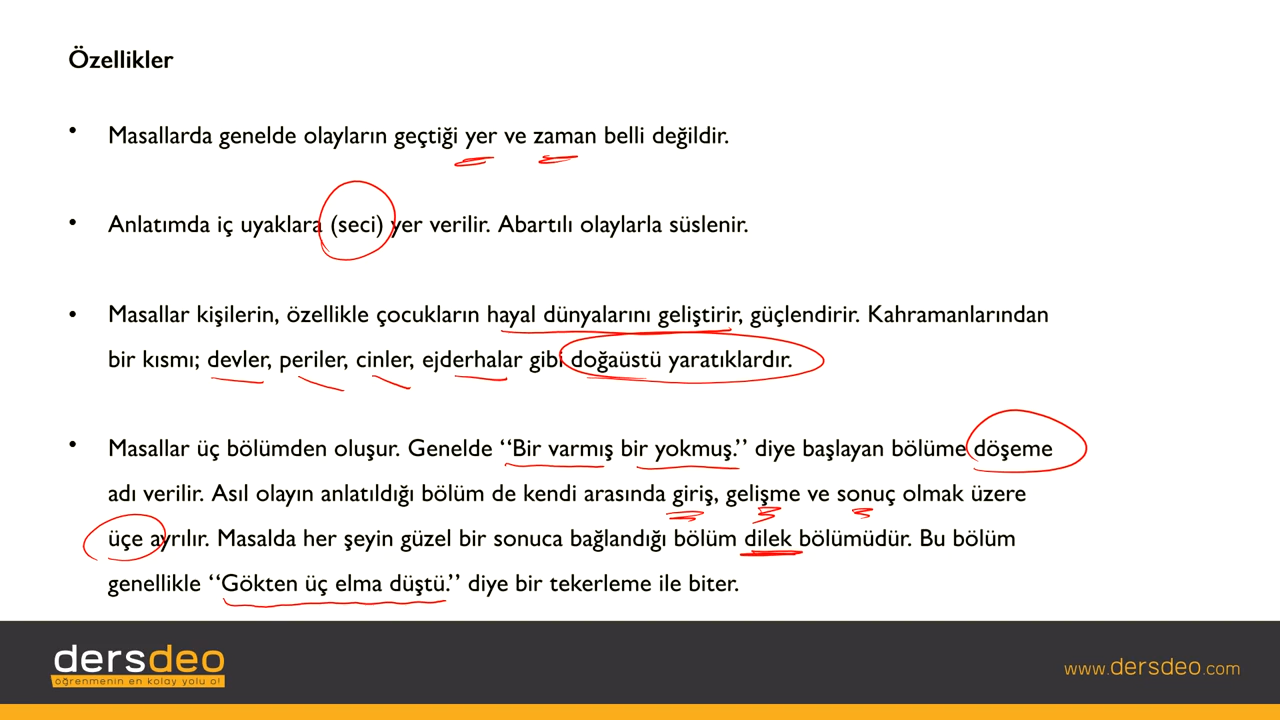 Özellikler
• Masallarda genelde olayların geçtiği yer ve zaman belli değildir.
• Anlatımda iç uyaklara (seci) yer verilir. Abartılı olaylarla süslenir.
• Masallar kişilerin, özellikle çocukların hayal dünyalarını geliştirir, güçlendirir. Kahramanlarından
bir kısmı; devler, periler, cinler, ejderhalar gibi doğaüstü yaratıklardır.
• Masallar üç bölümden oluşur. Genelde ‘‘Bir varmış bir yokmuş.’’ diye başlayan bölüme döşeme
adı verilir. Asıl olayın anlatıldığı bölüm de kendi arasında giriş, gelişme ve sonuç olmak üzere
üçe ayrılır. Masalda her şeyin güzel bir sonuca bağlandığı bölüm dilek bölümüdür. Bu bölüm
genellikle ‘‘Gökten üç elma düştü.’’ diye bir tekerleme ile biter.
dersdeo
öğrenmenin en kolay yolu o!
www.dersdeo.com